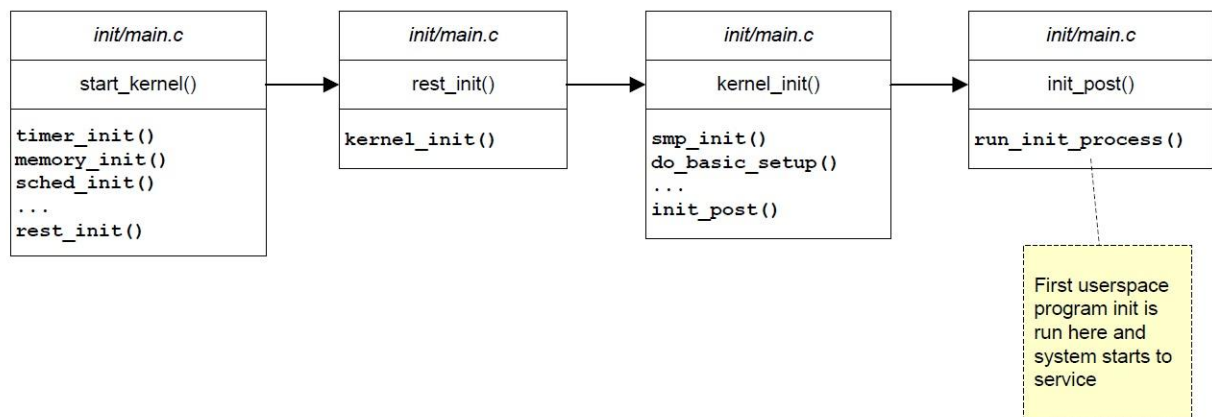 init/main.c
start_kernel()
timer_init()
memory_init()
sched_init()
...
rest_init()
init/main.c
rest_init()
kernel_init()
init/main.c
kernel_init()
smp_init()
do_basic_setup()
...
init_post()
init/main.c
init_post()
run_init_process()
First userspace
program init is
run here and
system starts to
service